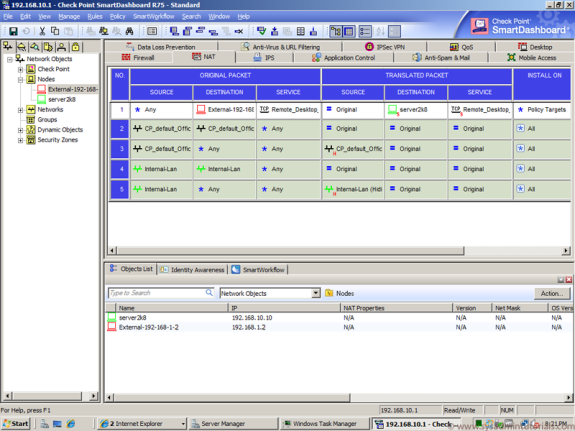 192.168.10.1 - Check Point SmartDashboard R75 - Standard
File Edit View Manage Rules Policy SmartWorkflow Search Window Help
Check Point
SmartDashboard
Data Loss Prevention Anti-Virus & URL Filtering IPSec VPN QoS Desktop
Firewall NAT IPS Application Control Anti-Spam & Mail Mobile Access
Network Objects
Check Point
Nodes
External-192-168-
server2k8
Networks
Groups
Dynamic Objects
Security Zones
NO. ORIGINAL PACKET TRANSLATED PACKET INSTALL ON
SOURCE DESTINATION SERVICE SOURCE DESTINATION SERVICE
1 Any External-192-168 TCP Remote_Desktop_ Original server2k8 TCP Remote_Desktop_ Policy Targets
2 CP_default_Offic CP_default_Offic Any Original Original Original All
3 CP_default_Offic Any Any CP_default_Offic Original Original All
4 Internal-Lan Internal-Lan Any Original Original Original All
5 Internal-Lan Any Any Internal-Lan (Hidi Original Original All
Objects List Identity Awareness SmartWorkflow
Type to Search Network Objects Nodes Action...
Name IP NAT Properties Version Net Mask OS Vers
server2k8 192.168.10.10 N/A N/A N/A N/A
External-192-168-1-2 192.168.1.2 N/A N/A N/A N/A
For Help, press F1 192.168.10.1 Read/Write NUM
Start 2 Internet Explorer Server Manager Windows Task Manager 192.168.10.1 - Check 8:21 PM
www.sysadmintutorials.com